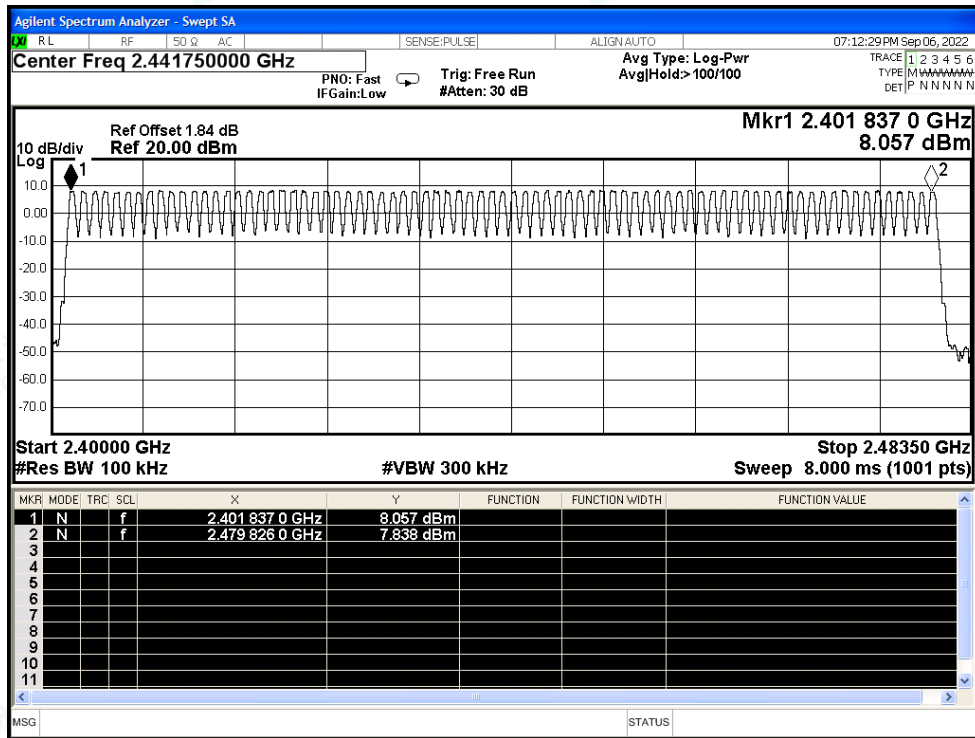 Agilent Spectrum Analyzer - Swept SA
LXI RL RF 50 Ω AC SENSE:PULSE ALIGN AUTO 07:12:29 PM Sep 06, 2022
Center Freq 2.441750000 GHz
PNO: Fast
IFGain:Low
Trig: Free Run
#Atten: 30 dB
Avg Type: Log-Pwr
Avg|Hold:>100/100
TRACE 1 2 3 4 5 6
TYPE M
DET P N N N N N
Mkr1 2.401 837 0 GHz
8.057 dBm
Ref Offset 1.84 dB
10 dB/div Ref 20.00 dBm
Log
1
2
10.0
0.00
-10.0
-20.0
-30.0
-40.0
-50.0
-60.0
-70.0
Start 2.40000 GHz Stop 2.48350 GHz
#Res BW 100 kHz #VBW 300 kHz Sweep 8.000 ms (1001 pts)
MKR MODE TRC SCL X Y FUNCTION FUNCTION WIDTH FUNCTION VALUE
1 N f 2.401 837 0 GHz 8.057 dBm
2 N f 2.479 826 0 GHz 7.838 dBm
3
4
5
6
7
8
9
10
11
MSG STATUS